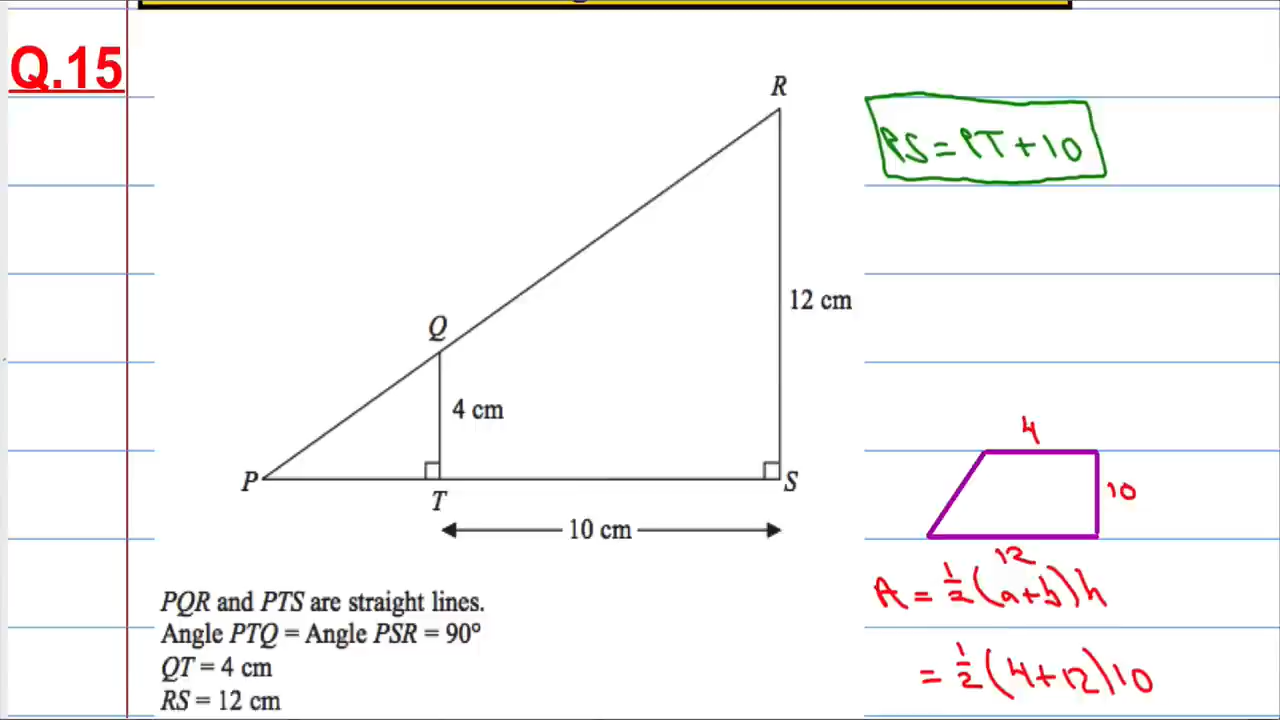 Q.15
R
PS = PT + 10
Q
12 cm
4 cm
4
P
T
S
10
10 cm
12
PQR and PTS are straight lines.
A = 1/2 (a+b)h
Angle PTQ = Angle PSR = 90°
QT = 4 cm
= 1/2 (4+12)10
RS = 12 cm